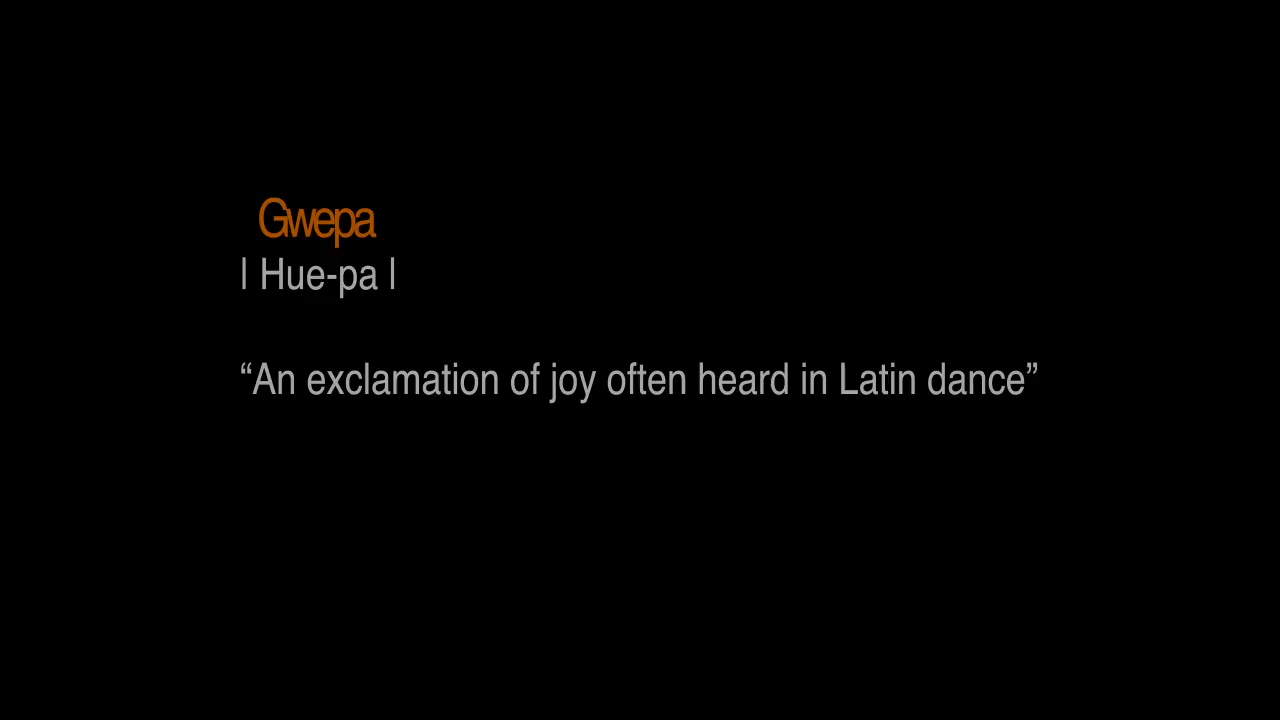 Gwepa
| Hue-pa |
“An exclamation of joy often heard in Latin dance”